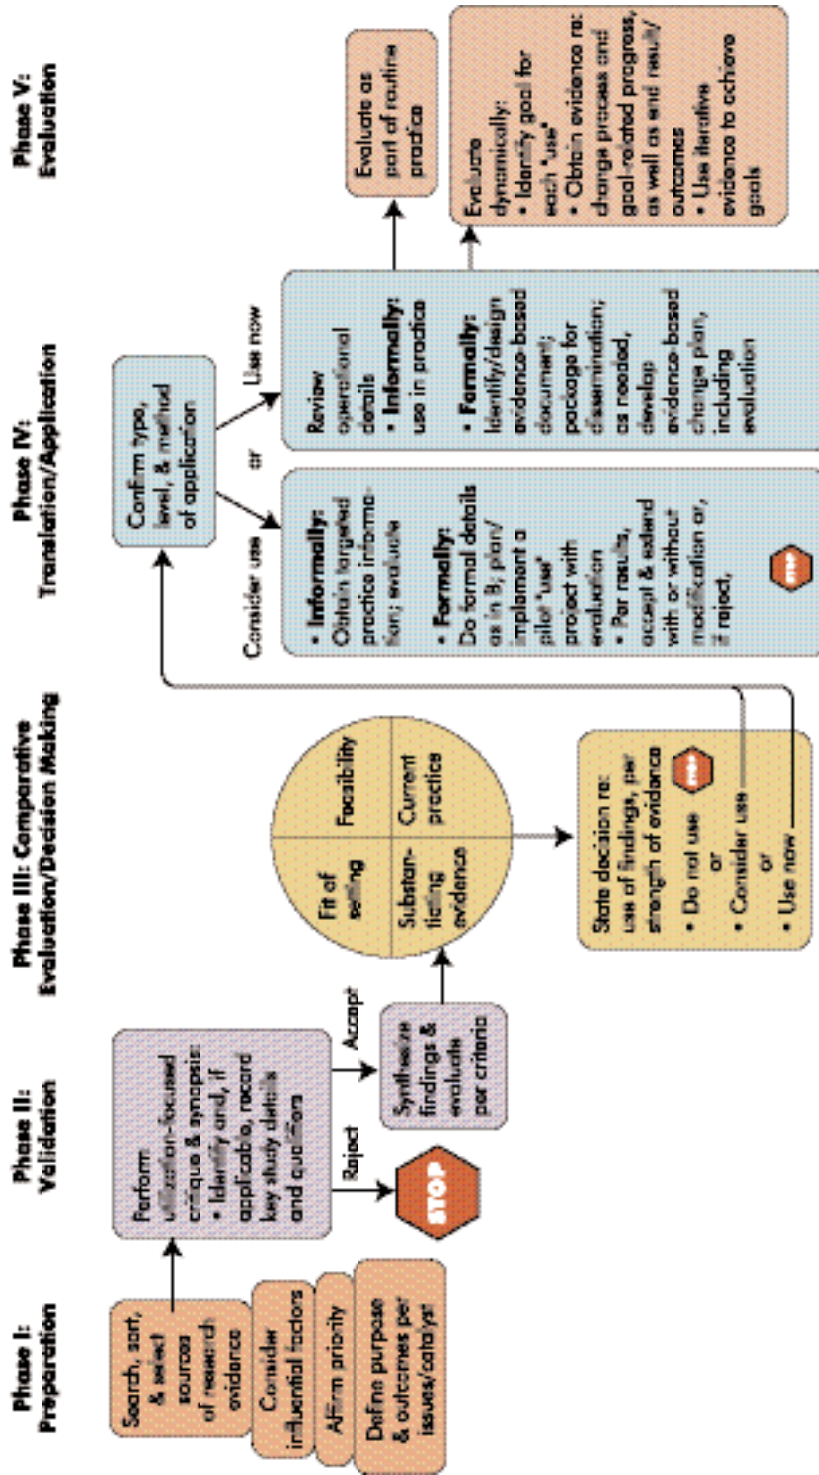 Phase I:
Preparation
Search, sort,
& select
sources
of research
evidence
Consider
influential factors
Affirm priority
Define purpose
& outcomes per
issues/catalyst
Phase II:
Validation
Perform
utilization-focused
critique & synopsis:
• Identify and, if
applicable, record
key study details
and qualifiers
Reject
Accept
STOP
Synthesize
findings &
evaluate
per criteria
Phase III: Comparative
Evaluation/Decision Making
Fit of
setting
Feasibility
Substan-
tiating
evidence
Current
practice
State decision re:
use of findings, per
strength of evidence
• Do not use
STOP
or
• Consider use
or
• Use now
Phase IV:
Translation/Application
Confirm type,
level, & method
of application
Consider use
or
Use now
• Informally:
Obtain targeted
practice informa-
tion; evaluate
• Formally:
Do formal details
as in B; plan/
implement a
pilot "use"
project with
evaluation
• Per results,
accept & extend
with or without
modification or,
if reject,
STOP
Review
operational
details
• Informally:
use in practice
• Formally:
Identify/design
evidence-based
document;
package for
dissemination;
as needed,
develop
evidence-based
change plan,
including
evaluation
Phase V:
Evaluation
Evaluate as
part of routine
practice
Evaluate
dynamically:
• Identify goal for
each "use"
• Obtain evidence re:
change process and
goal-related progress,
as well as end result/
outcomes
• Use iterative
evidence to achieve
goals